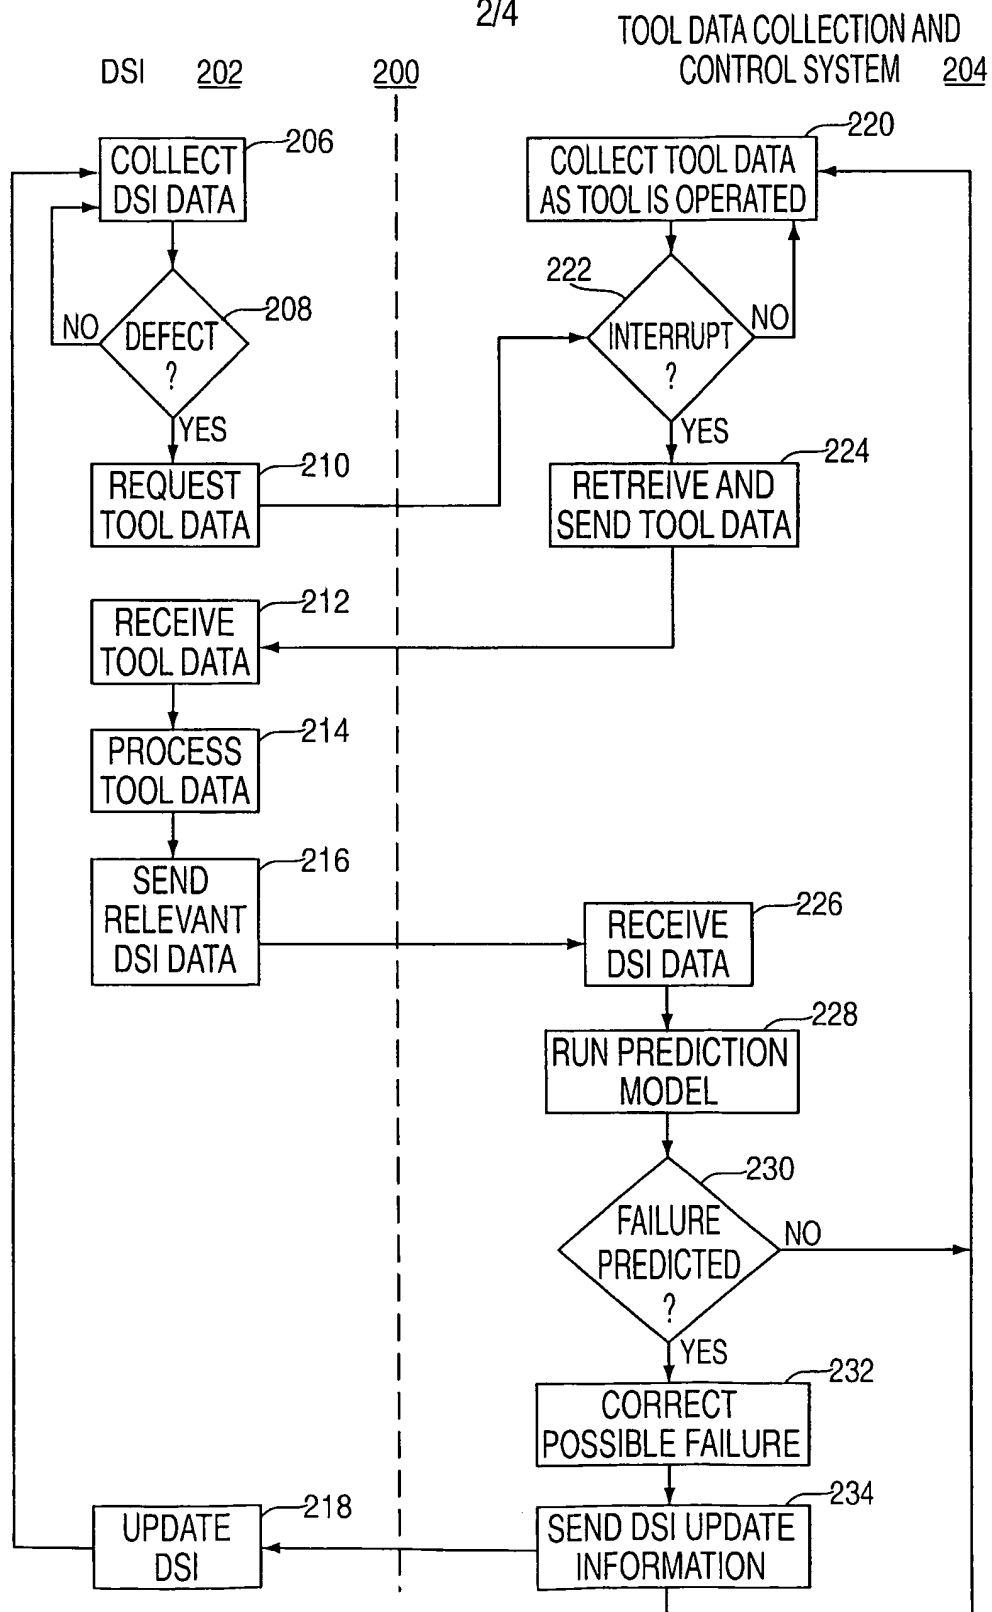 2/4
TOOL DATA COLLECTION AND
CONTROL SYSTEM 204
DSI 202
200
COLLECT
DSI DATA
206
DEFECT
?
208
NO
YES
REQUEST
TOOL DATA
210
RECEIVE
TOOL DATA
212
PROCESS
TOOL DATA
214
SEND
RELEVANT
DSI DATA
216
UPDATE
DSI
218
COLLECT TOOL DATA
AS TOOL IS OPERATED
220
INTERRUPT
?
222
NO
YES
RETREIVE AND
SEND TOOL DATA
224
RECEIVE
DSI DATA
226
RUN PREDICTION
MODEL
228
FAILURE
PREDICTED
?
230
NO
YES
CORRECT
POSSIBLE FAILURE
232
SEND DSI UPDATE
INFORMATION
234